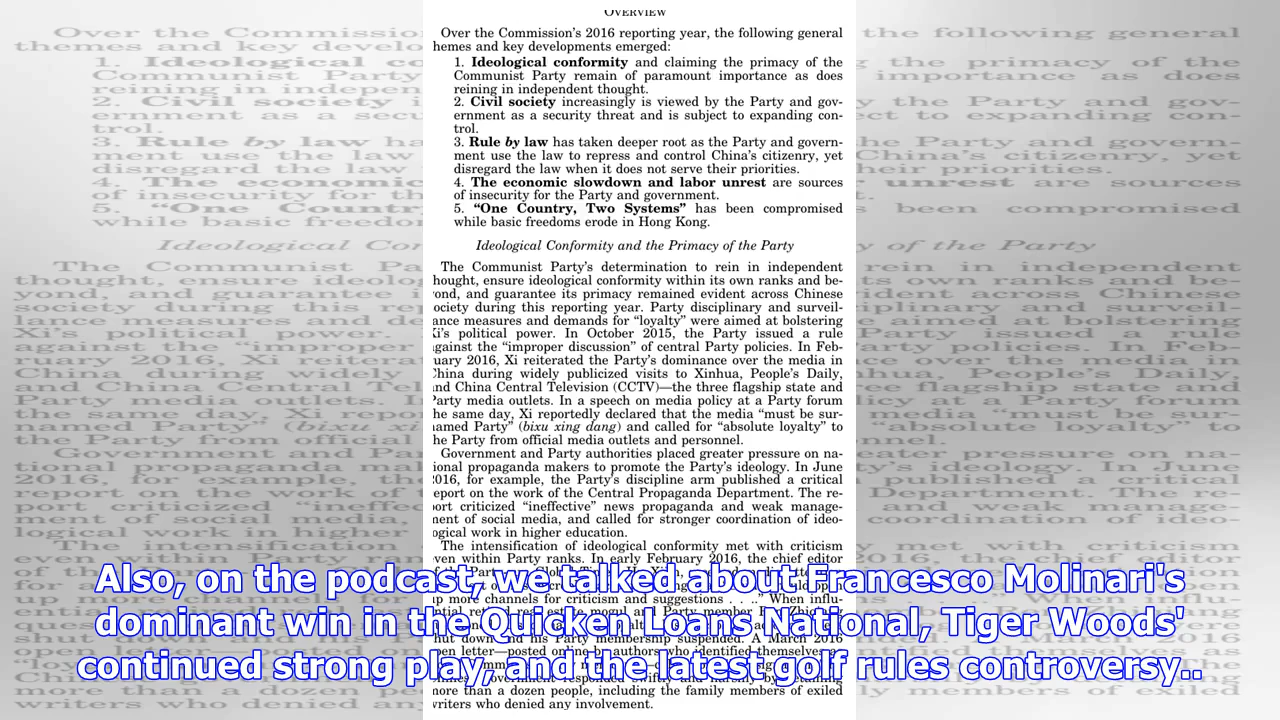 OVERVIEW
Over the Commission's 2016 reporting year, the following general
hemes and key developments emerged:
1. Ideological conformity and claiming the primacy of the
Communist Party remain of paramount importance as does
reining in independent thought.
2. Civil society increasingly is viewed by the Party and gov-
ernment as a security threat and is subject to expanding con-
trol.
3. Rule by law has taken deeper root as the Party and govern-
ment use the law to repress and control China's citizenry, yet
disregard the law when it does not serve their priorities.
4. The economic slowdown and labor unrest are sources
of insecurity for the Party and government.
5. “One Country, Two Systems” has been compromised
while basic freedoms erode in Hong Kong.
Ideological Conformity and the Primacy of the Party
The Communist Party's determination to rein in independent
hought, ensure ideological conformity within its own ranks and be-
yond, and guarantee its primacy remained evident across Chinese
ociety during this reporting year. Party disciplinary and surveil-
ance measures and demands for “loyalty” were aimed at bolstering
Xi's political power. In October 2015, the Party issued a rule
gainst the “improper discussion” of central Party policies. In Feb-
uary 2016, Xi reiterated the Party's dominance over the media in
China during widely publicized visits to Xinhua, People's Daily,
and China Central Television (CCTV)—the three flagship state and
Party media outlets. In a speech on media policy at a Party forum
he same day, Xi reportedly declared that the media “must be sur-
named Party” (bixu xing dang) and called for “absolute loyalty” to
he Party from official media outlets and personnel.
Government and Party authorities placed greater pressure on na-
ional propaganda makers to promote the Party's ideology. In June
2016, for example, the Party's discipline arm published a critical
eport on the work of the Central Propaganda Department. The re-
ort criticized “ineffective” news propaganda and weak manage-
ment of social media, and called for stronger coordination of ideo-
ogical work in higher education.
The intensification of ideological conformity met with criticism
ven within Party ranks. In early February 2016, the chief editor
Also, on the podcast, we talked about Francesco Molinari's
dominant win in the Quicken Loans National, Tiger Woods'
continued strong play, and the latest golf rules controversy..
more than a dozen people, including the family members of exiled
writers who denied any involvement.